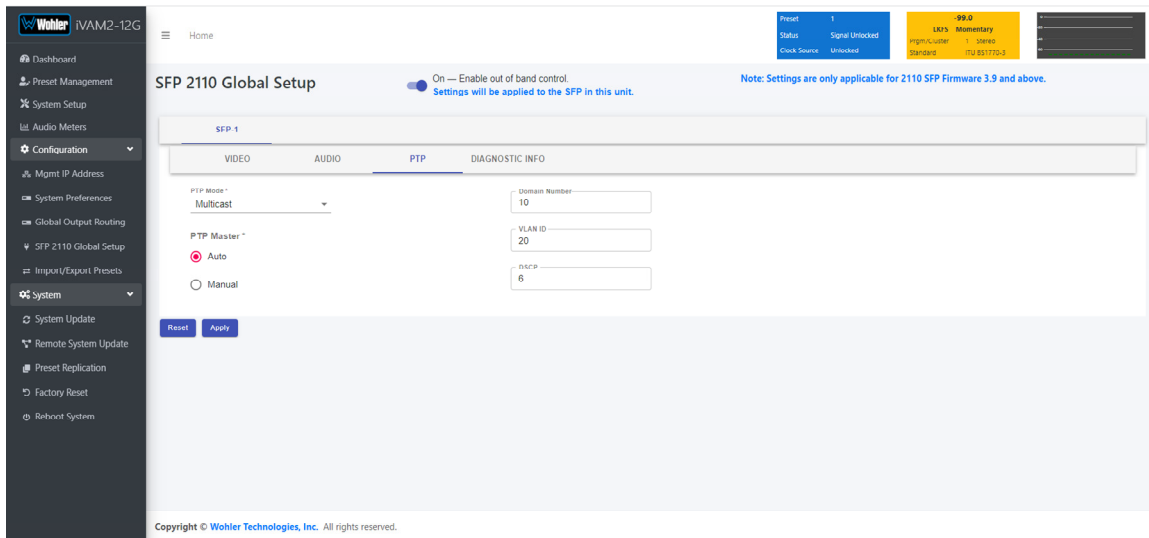 Wohler iVAM2-12G
Dashboard
Preset Management
System Setup
Audio Meters
Configuration
Mgmt IP Address
System Preferences
Global Output Routing
SFP 2110 Global Setup
Import/Export Presets
System
System Update
Remote System Update
Preset Replication
Factory Reset
Reboot System
Home
Preset 1
Status Signal Unlocked
Clock Source Unlocked
-99.0
LKFS Momentary
Prgm/Cluster 1 Stereo
Standard ITU BS1770-3
SFP 2110 Global Setup
On — Enable out of band control.
Settings will be applied to the SFP in this unit.
Note: Settings are only applicable for 2110 SFP Firmware 3.9 and above.
SFP 1
VIDEO AUDIO PTP DIAGNOSTIC INFO
PTP Mode *
Multicast
PTP Master *
Auto
Manual
Domain Number
10
VLAN ID
20
DSCP
6
Reset Apply
Copyright © Wohler Technologies, Inc. All rights reserved.